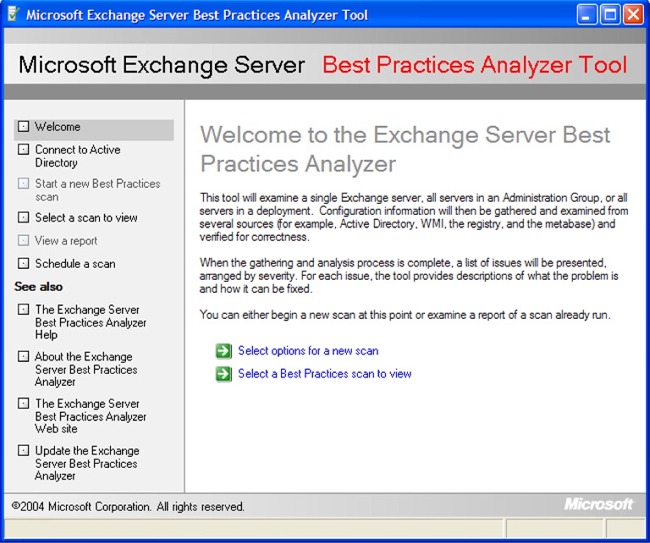 Microsoft Exchange Server Best Practices Analyzer Tool
Microsoft Exchange Server Best Practices Analyzer Tool
Welcome
Connect to Active
Directory
Start a new Best Practices
scan
Select a scan to view
View a report
Schedule a scan
See also
The Exchange Server
Best Practices Analyzer
Help
About the Exchange
Server Best Practices
Analyzer
The Exchange Server
Best Practices Analyzer
Web site
Update the Exchange
Server Best Practices
Analyzer
Welcome to the Exchange Server Best
Practices Analyzer
This tool will examine a single Exchange server, all servers in an Administration Group, or all
servers in a deployment. Configuration information will then be gathered and examined from
several sources (for example, Active Directory, WMI, the registry, and the metabase) and
verified for correctness.
When the gathering and analysis process is complete, a list of issues will be presented,
arranged by severity. For each issue, the tool provides descriptions of what the problem is
and how it can be fixed.
You can either begin a new scan at this point or examine a report of a scan already run.
Select options for a new scan
Select a Best Practices scan to view
©2004 Microsoft Corporation. All rights reserved.
Microsoft